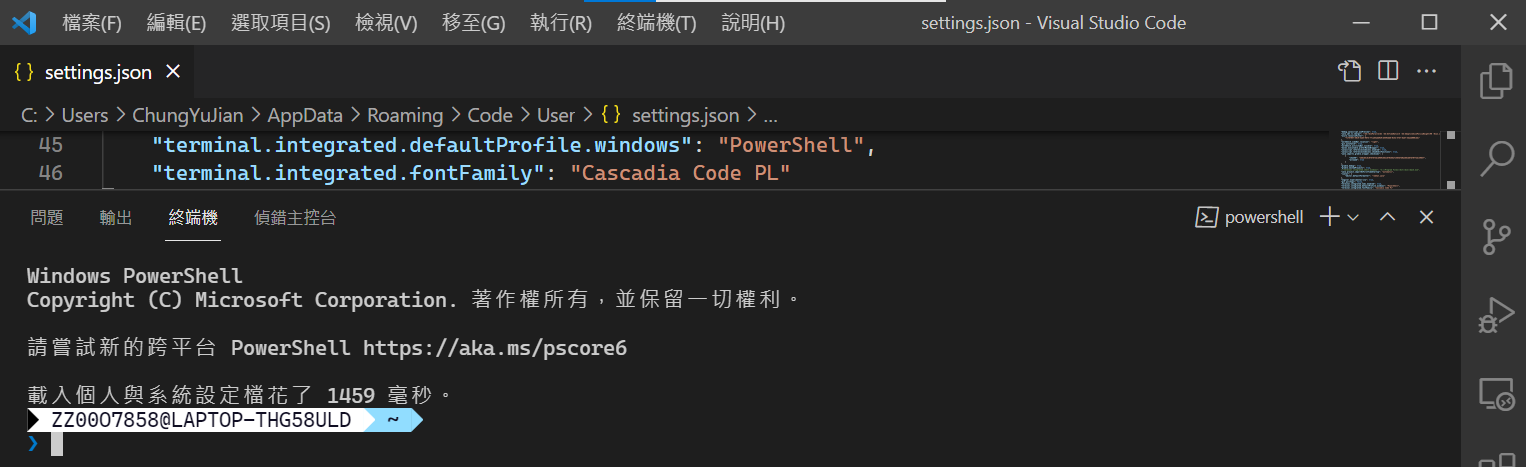 檔案(F) 編輯(E) 選取項目(S) 檢視(V) 移至(G) 執行(R) 終端機(T) 說明(H) settings.json - Visual Studio Code
{} settings.json
C: > Users > ChungYuJian > AppData > Roaming > Code > User > {} settings.json > ...
45 "terminal.integrated.defaultProfile.windows": "PowerShell",
46 "terminal.integrated.fontFamily": "Cascadia Code PL"
問題 輸出 終端機 偵錯主控台 powershell
Windows PowerShell
Copyright (C) Microsoft Corporation. 著作權所有，並保留一切權利。
請嘗試新的跨平台 PowerShell https://aka.ms/pscore6
載入個人與系統設定檔花了 1459 毫秒。
ZZ00O7858@LAPTOP-THG58ULD ~
❯